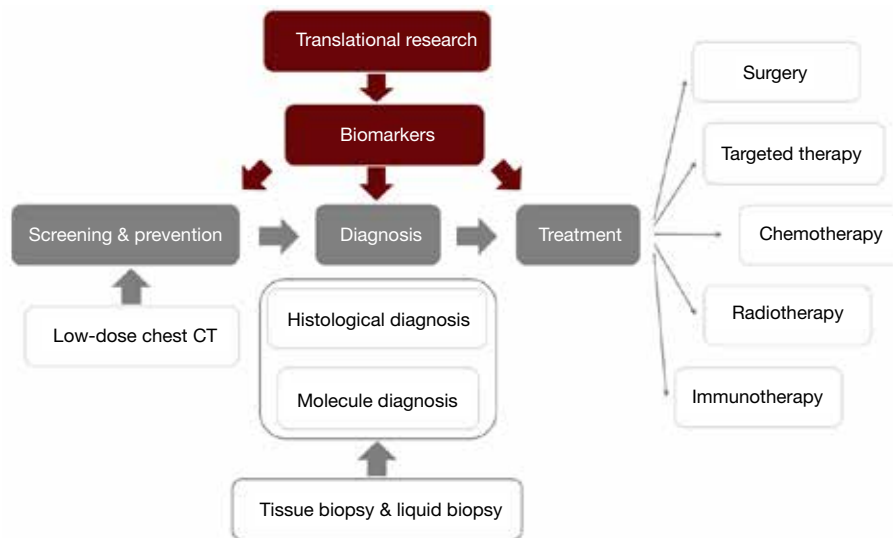 Translational research
Biomarkers
Screening & prevention
Diagnosis
Treatment
Low-dose chest CT
Histological diagnosis
Molecule diagnosis
Tissue biopsy & liquid biopsy
Surgery
Targeted therapy
Chemotherapy
Radiotherapy
Immunotherapy